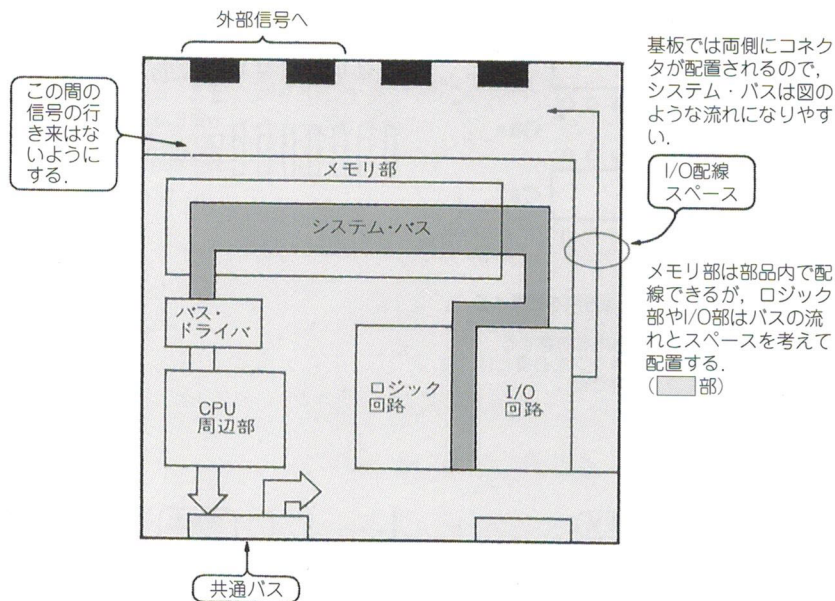 外部信号へ
この間の
信号の行
き来はな
いように
する.
基板では両側にコネク
タが配置されるので,
システム・バスは図の
ような流れになりやす
い.
I/O配線
スペース
メモリ部
システム・バス
メモリ部は部品内で配
線できるが, ロジック
部やI/O部はバスの流
れとスペースを考えて
配置する.
(部)
バス・
ドライバ
CPU
周辺部
ロジック
回路
I/O
回路
共通バス